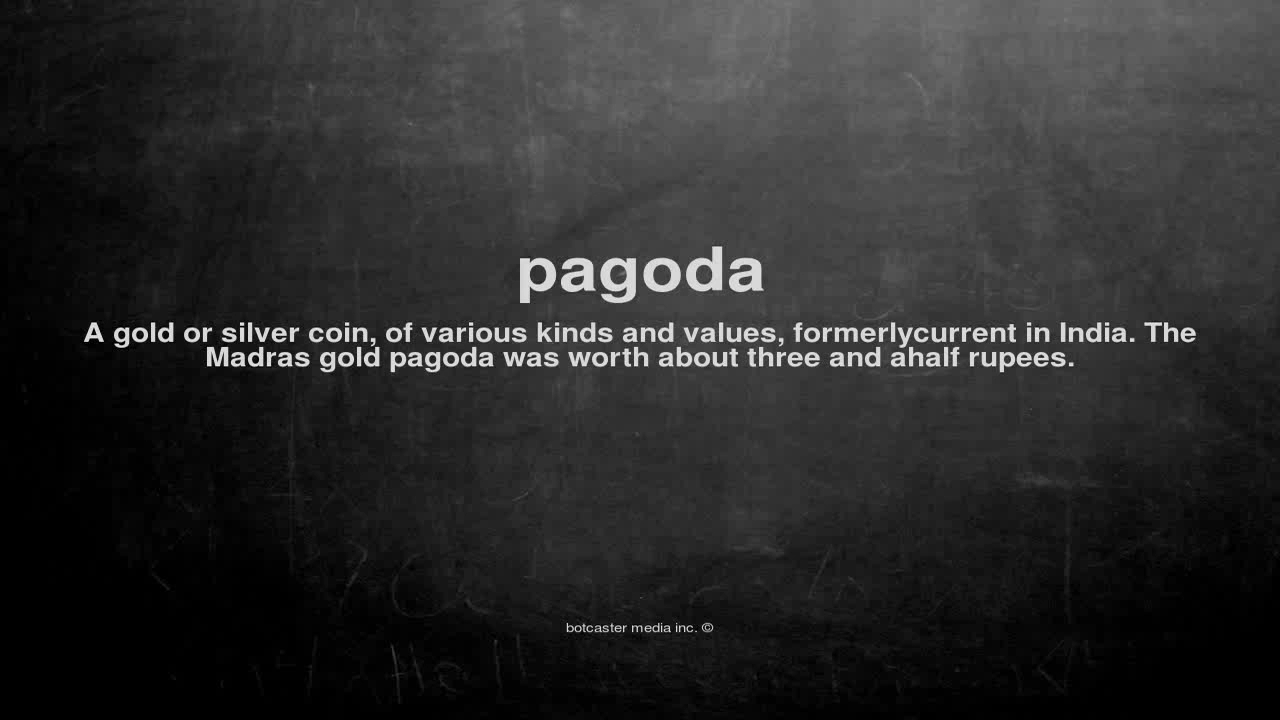 pagoda
A gold or silver coin, of various kinds and values, formerlycurrent in India. The
Madras gold pagoda was worth about three and ahalf rupees.
botcaster media inc. ©